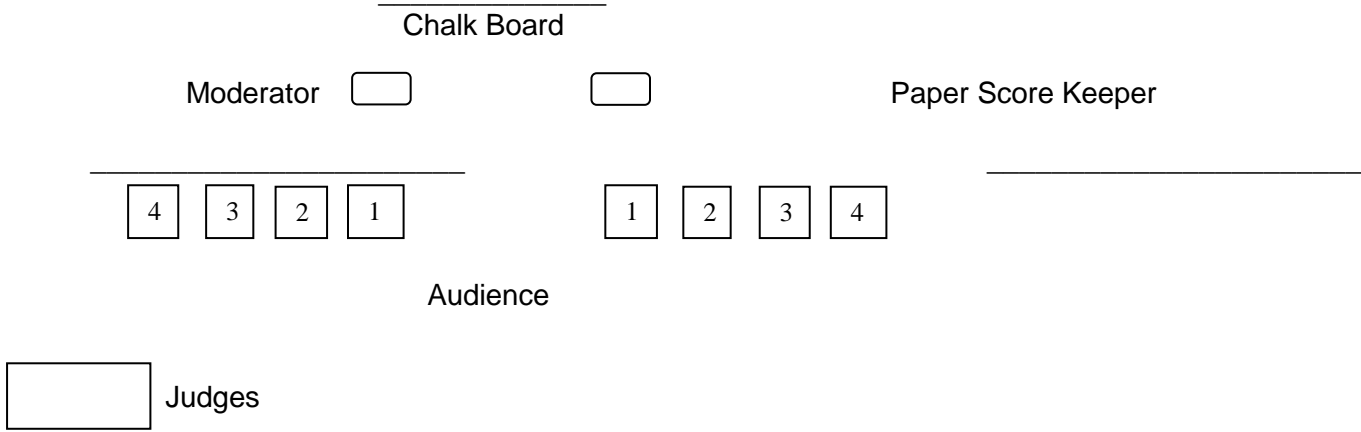 Chalk Board
Moderator Paper Score Keeper
4 3 2 1 1 2 3 4
Audience
Judges